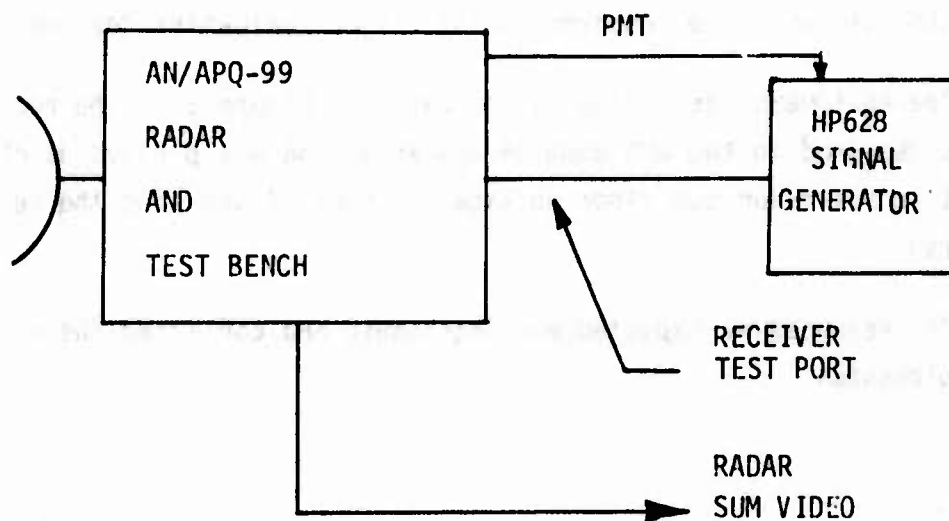 PMT
AN/APQ-99
RADAR
AND
TEST BENCH
HP628
SIGNAL
GENERATOR
RECEIVER
TEST PORT
RADAR
SUM VIDEO